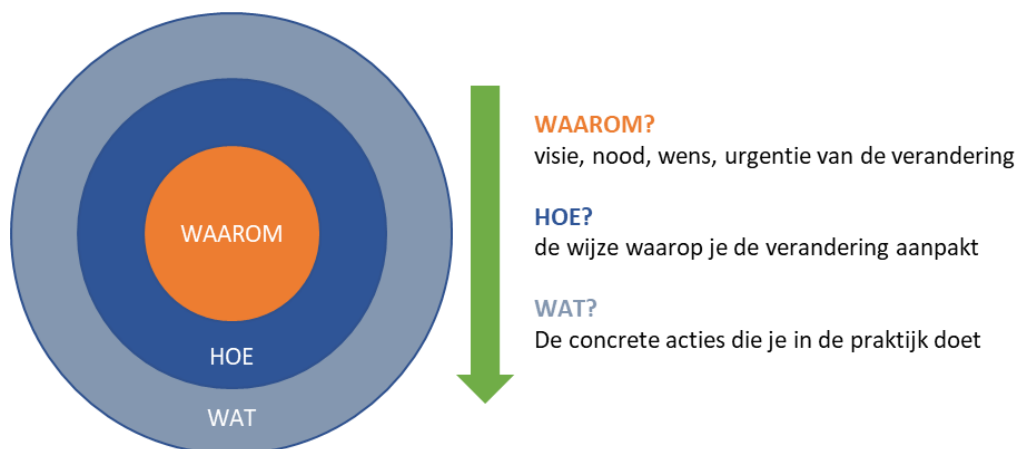 WAAROM
HOE
WAT
WAAROM?
visie, nood, wens, urgentie van de verandering
HOE?
de wijze waarop je de verandering aanpakt
WAT?
De concrete acties die je in de praktijk doet